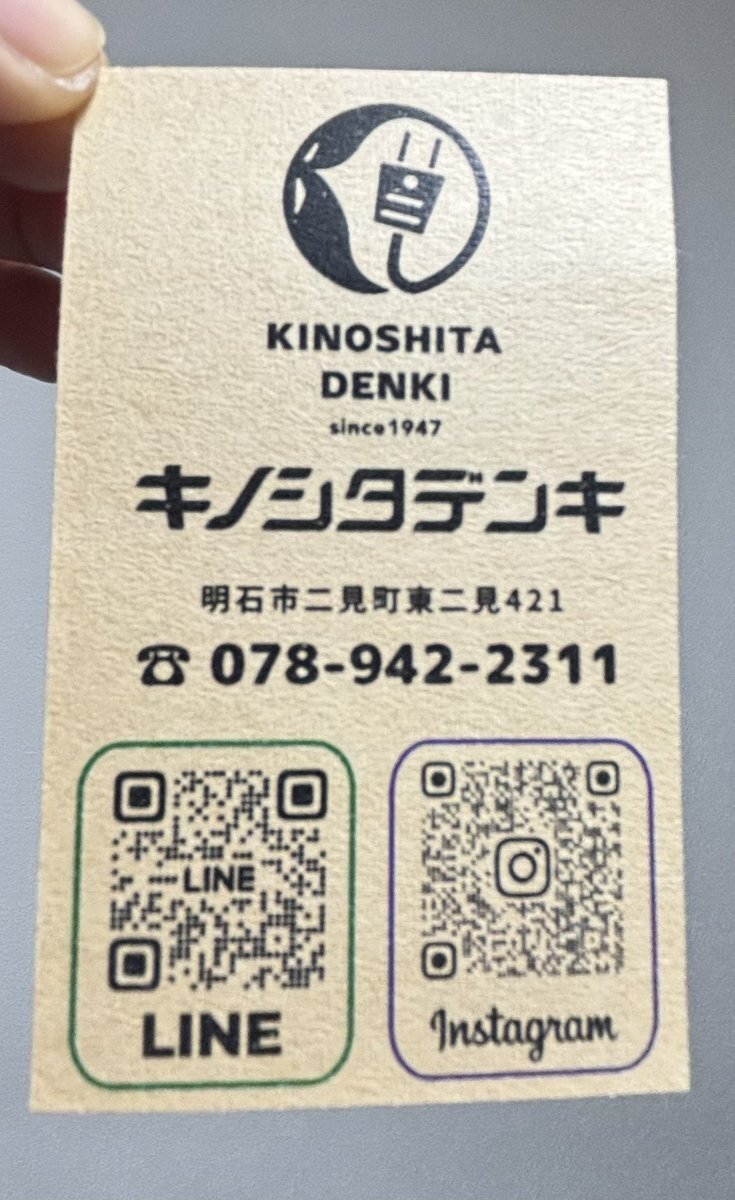 KINOSHITA
DENKI
since1947
キノシタデンキ
明石市二見町東二見421
☎ 078-942-2311
LINE
LINE
Instagram